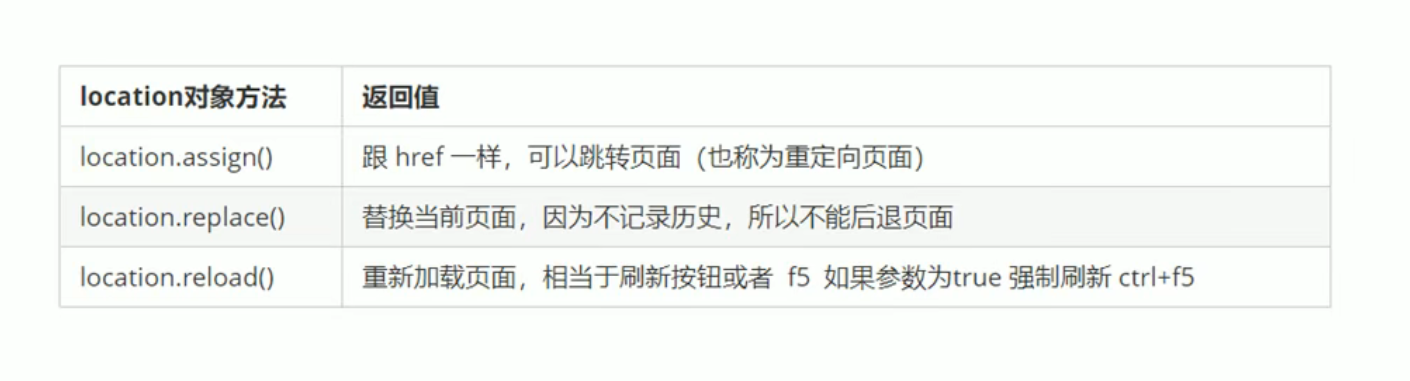 location对象方法 返回值
location.assign() 跟 href 一样，可以跳转页面（也称为重定向页面）
location.replace() 替换当前页面，因为不记录历史，所以不能后退页面
location.reload() 重新加载页面，相当于刷新按钮或者 f5 如果参数为true 强制刷新 ctrl+f5